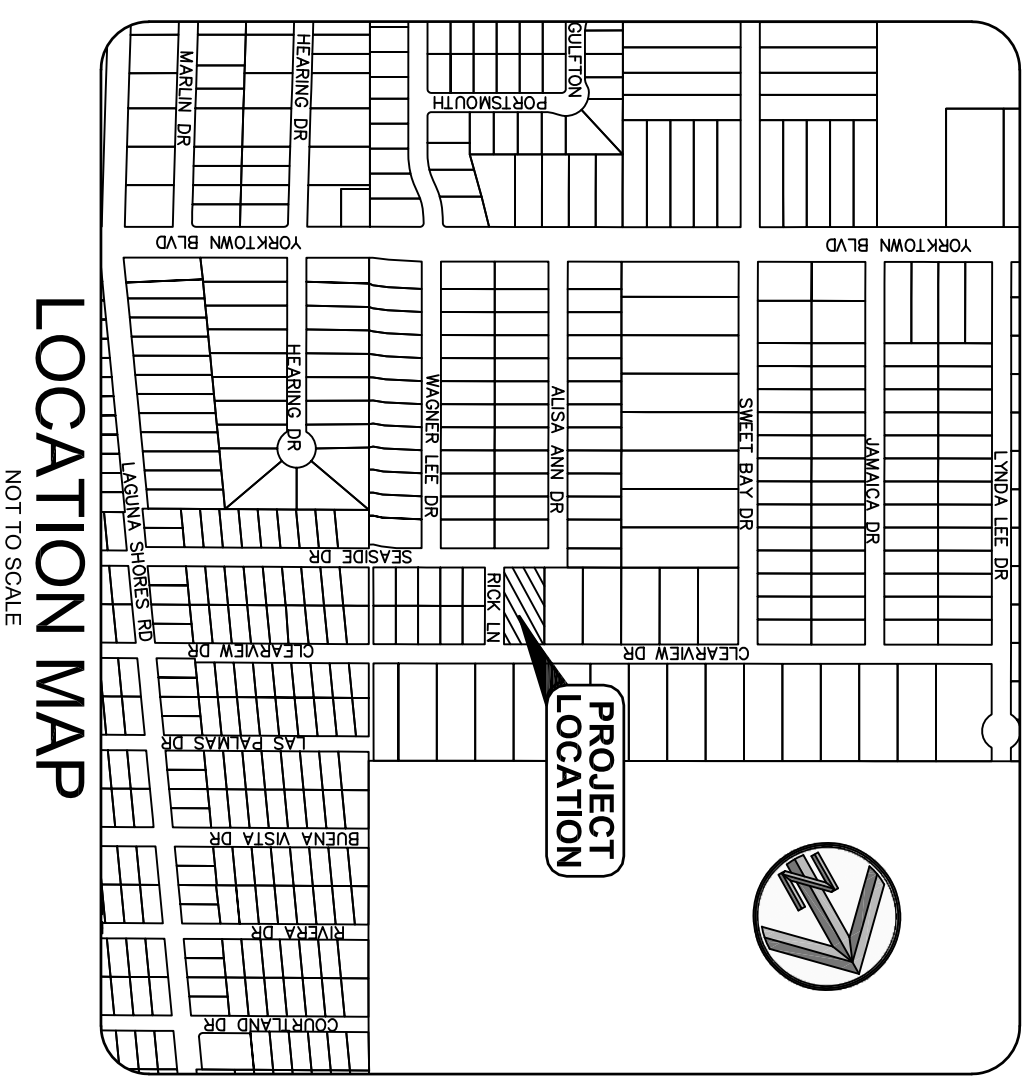 GULFTON
HEARING DR
MARLIN DR
PORTSMOUTH
YORKTOWN BLVD
YORKTOWN BLVD
HEARING DR
WAGNER LEE DR
ALISA ANN DR
SWEET BAY DR
JAMAICA DR
LYNDA LEE DR
LAGUNA SHORES RD
SEASIDE DR
RICK LN
CLEARVIEW DR
CLEARVIEW DR
PROJECT
LOCATION
LAS PALMAS DR
BUENA VISTA DR
RIVERA DR
COURTLAND DR
N
LOCATION MAP
NOT TO SCALE